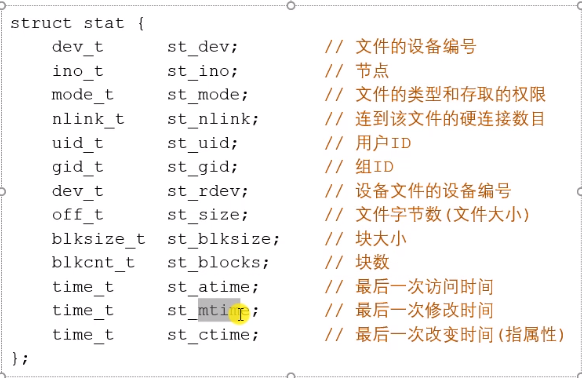 struct stat {
dev_t st_dev; // 文件的设备编号
ino_t st_ino; // 节点
mode_t st_mode; // 文件的类型和存取的权限
nlink_t st_nlink; // 连到该文件的硬连接数目
uid_t st_uid; // 用户ID
gid_t st_gid; // 组ID
dev_t st_rdev; // 设备文件的设备编号
off_t st_size; // 文件字节数(文件大小)
blksize_t st_blksize; // 块大小
blkcnt_t st_blocks; // 块数
time_t st_atime; // 最后一次访问时间
time_t st_mtime; // 最后一次修改时间
time_t st_ctime; // 最后一次改变时间(指属性)
};